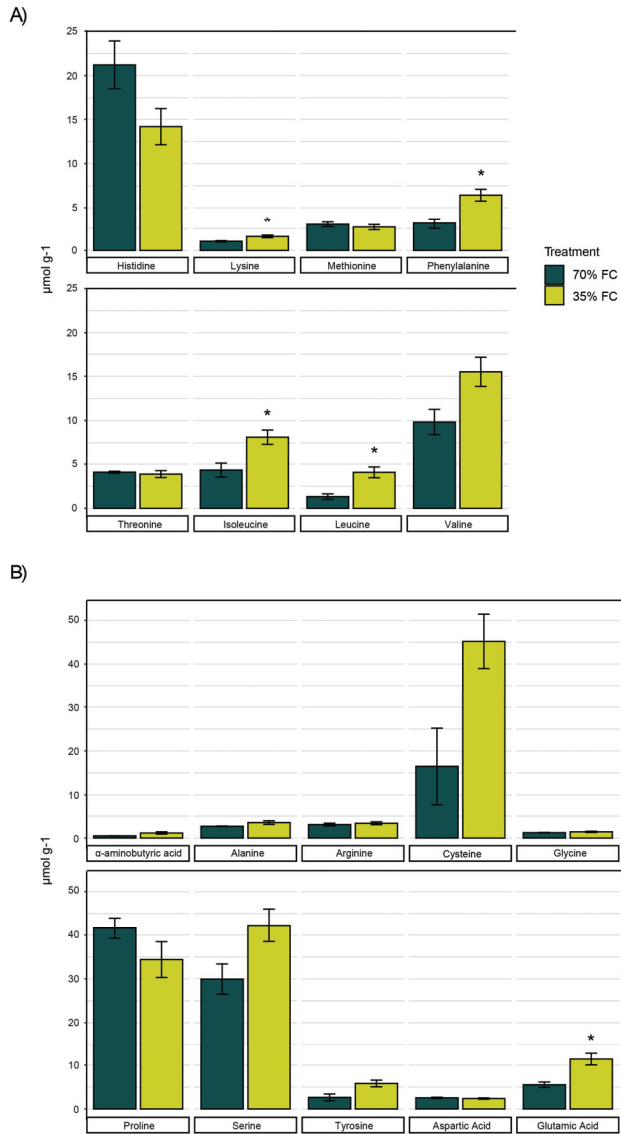 A)
25
20
15
10
5
0
*
*
Histidine Lysine Methionine Phenylalanine
µmol g-1
Treatment
70% FC
35% FC
25
20
15
10
5
0
*
*
Threonine Isoleucine Leucine Valine
B)
50
40
30
20
10
0
α-aminobutyric acid Alanine Arginine Cysteine Glycine
µmol g-1
50
40
30
20
10
0
*
Proline Serine Tyrosine Aspartic Acid Glutamic Acid